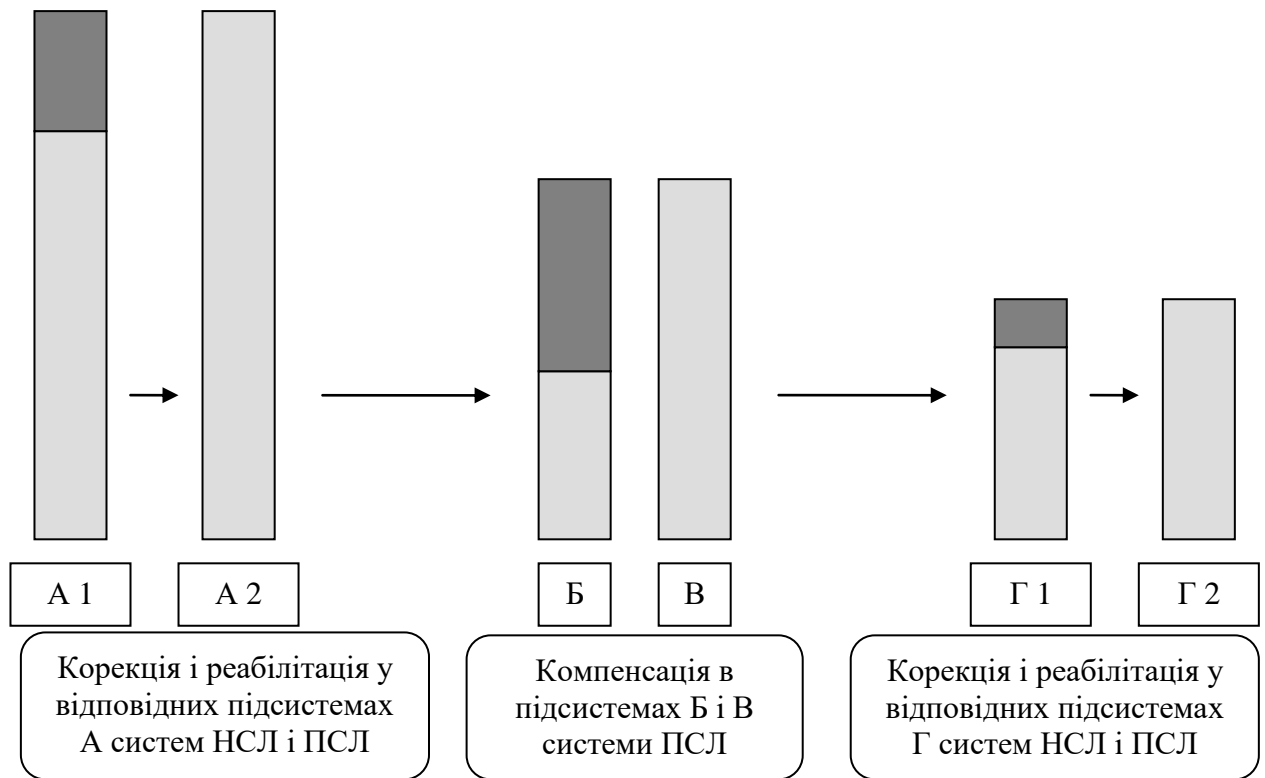 А 1
А 2
Б
В
Г 1
Г 2
Корекція і реабілітація у
відповідних підсистемах
А систем НСЛ і ПСЛ
Компенсація в
підсистемах Б і В
системи ПСЛ
Корекція і реабілітація у
відповідних підсистемах
Г систем НСЛ і ПСЛ